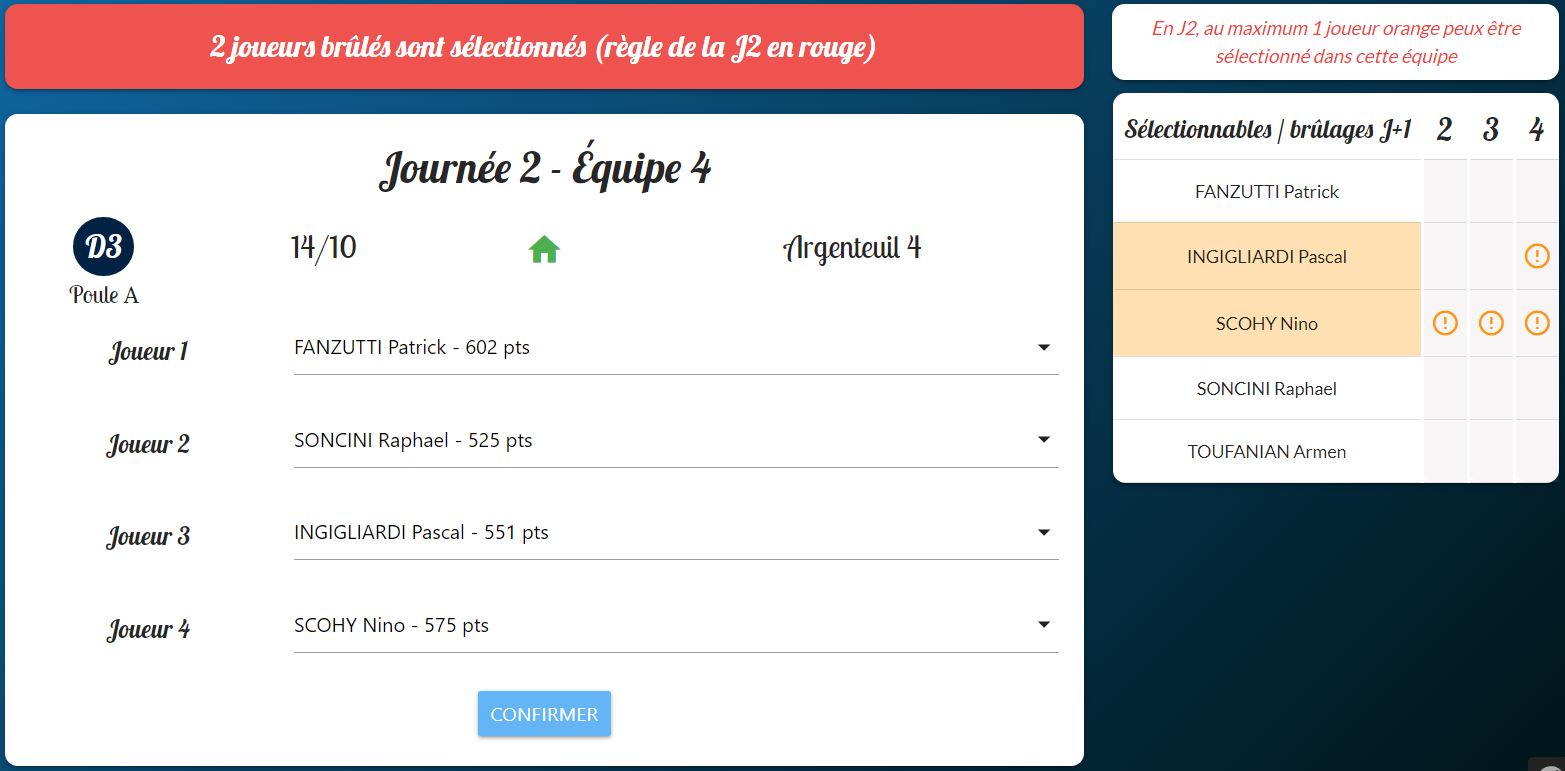 2 joueurs brûlés sont sélectionnés (règle de la J2 en rouge)
Journée 2 - Équipe 4
D3
14/10
Argenteuil 4
Poule A
Joueur 1
FANZUTTI Patrick - 602 pts
Joueur 2
SONCINI Raphael - 525 pts
Joueur 3
INGIGLIARDI Pascal - 551 pts
Joueur 4
SCOHY Nino - 575 pts
CONFIRMER
En J2, au maximum 1 joueur orange peux être
sélectionné dans cette équipe
Sélectionnables / brûlages J+1 2 3 4
FANZUTTI Patrick
INGIGLIARDI Pascal
SCOHY Nino
SONCINI Raphael
TOUFANIAN Armen